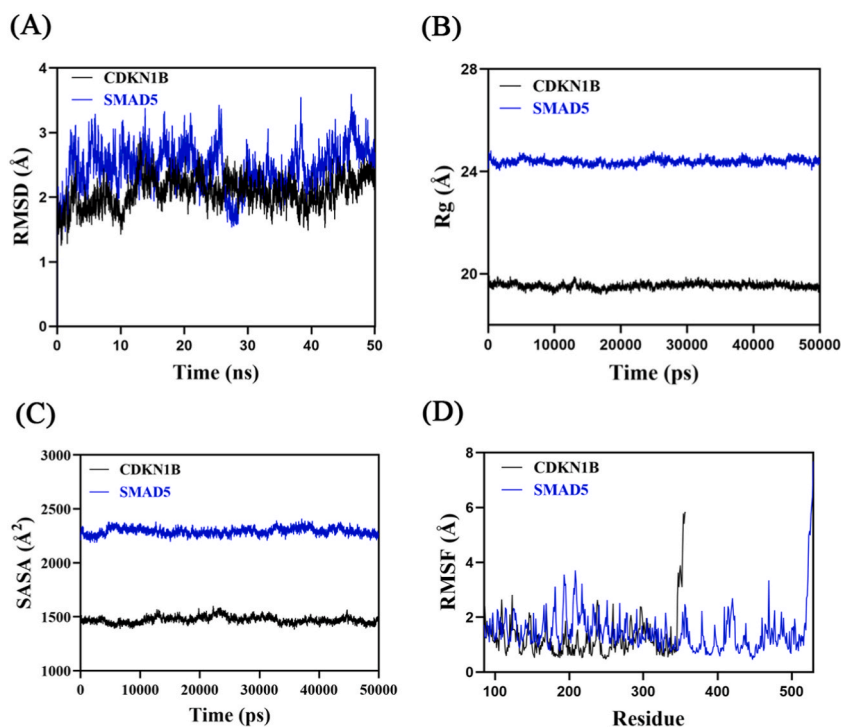 (A)
CDKN1B
SMAD5
RMSD (Å)
4
3
2
1
0
0 10 20 30 40 50
Time (ns)
(B)
CDKN1B
SMAD5
Rg (Å)
28
24
20
0 10000 20000 30000 40000 50000
Time (ps)
(C)
CDKN1B
SMAD5
SASA (Å²)
3000
2500
2000
1500
1000
0 10000 20000 30000 40000 50000
Time (ps)
(D)
CDKN1B
SMAD5
RMSF (Å)
8
6
4
2
0
100 200 300 400 500
Residue